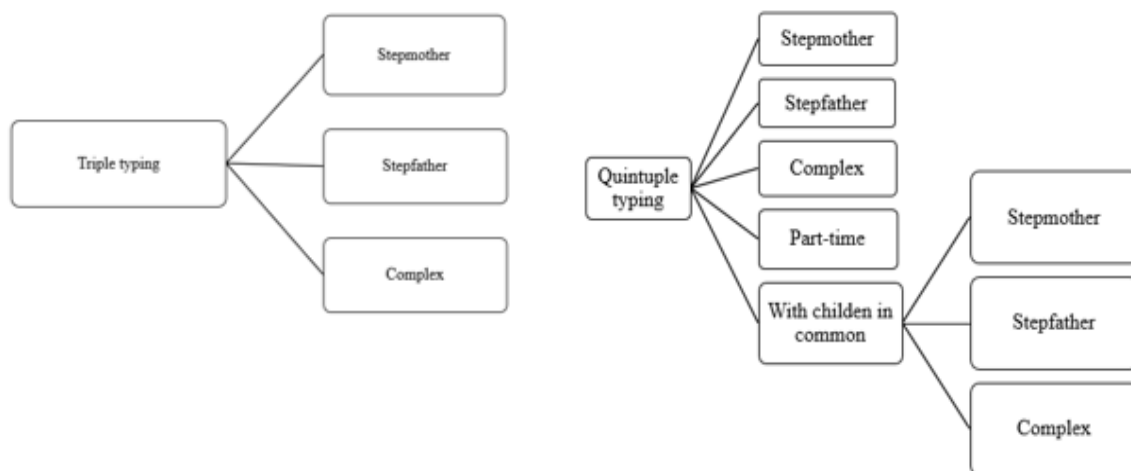 Triple typing
Stepmother
Stepfather
Complex
Quintuple
typing
Stepmother
Stepfather
Complex
Part-time
With childen in
common
Stepmother
Stepfather
Complex